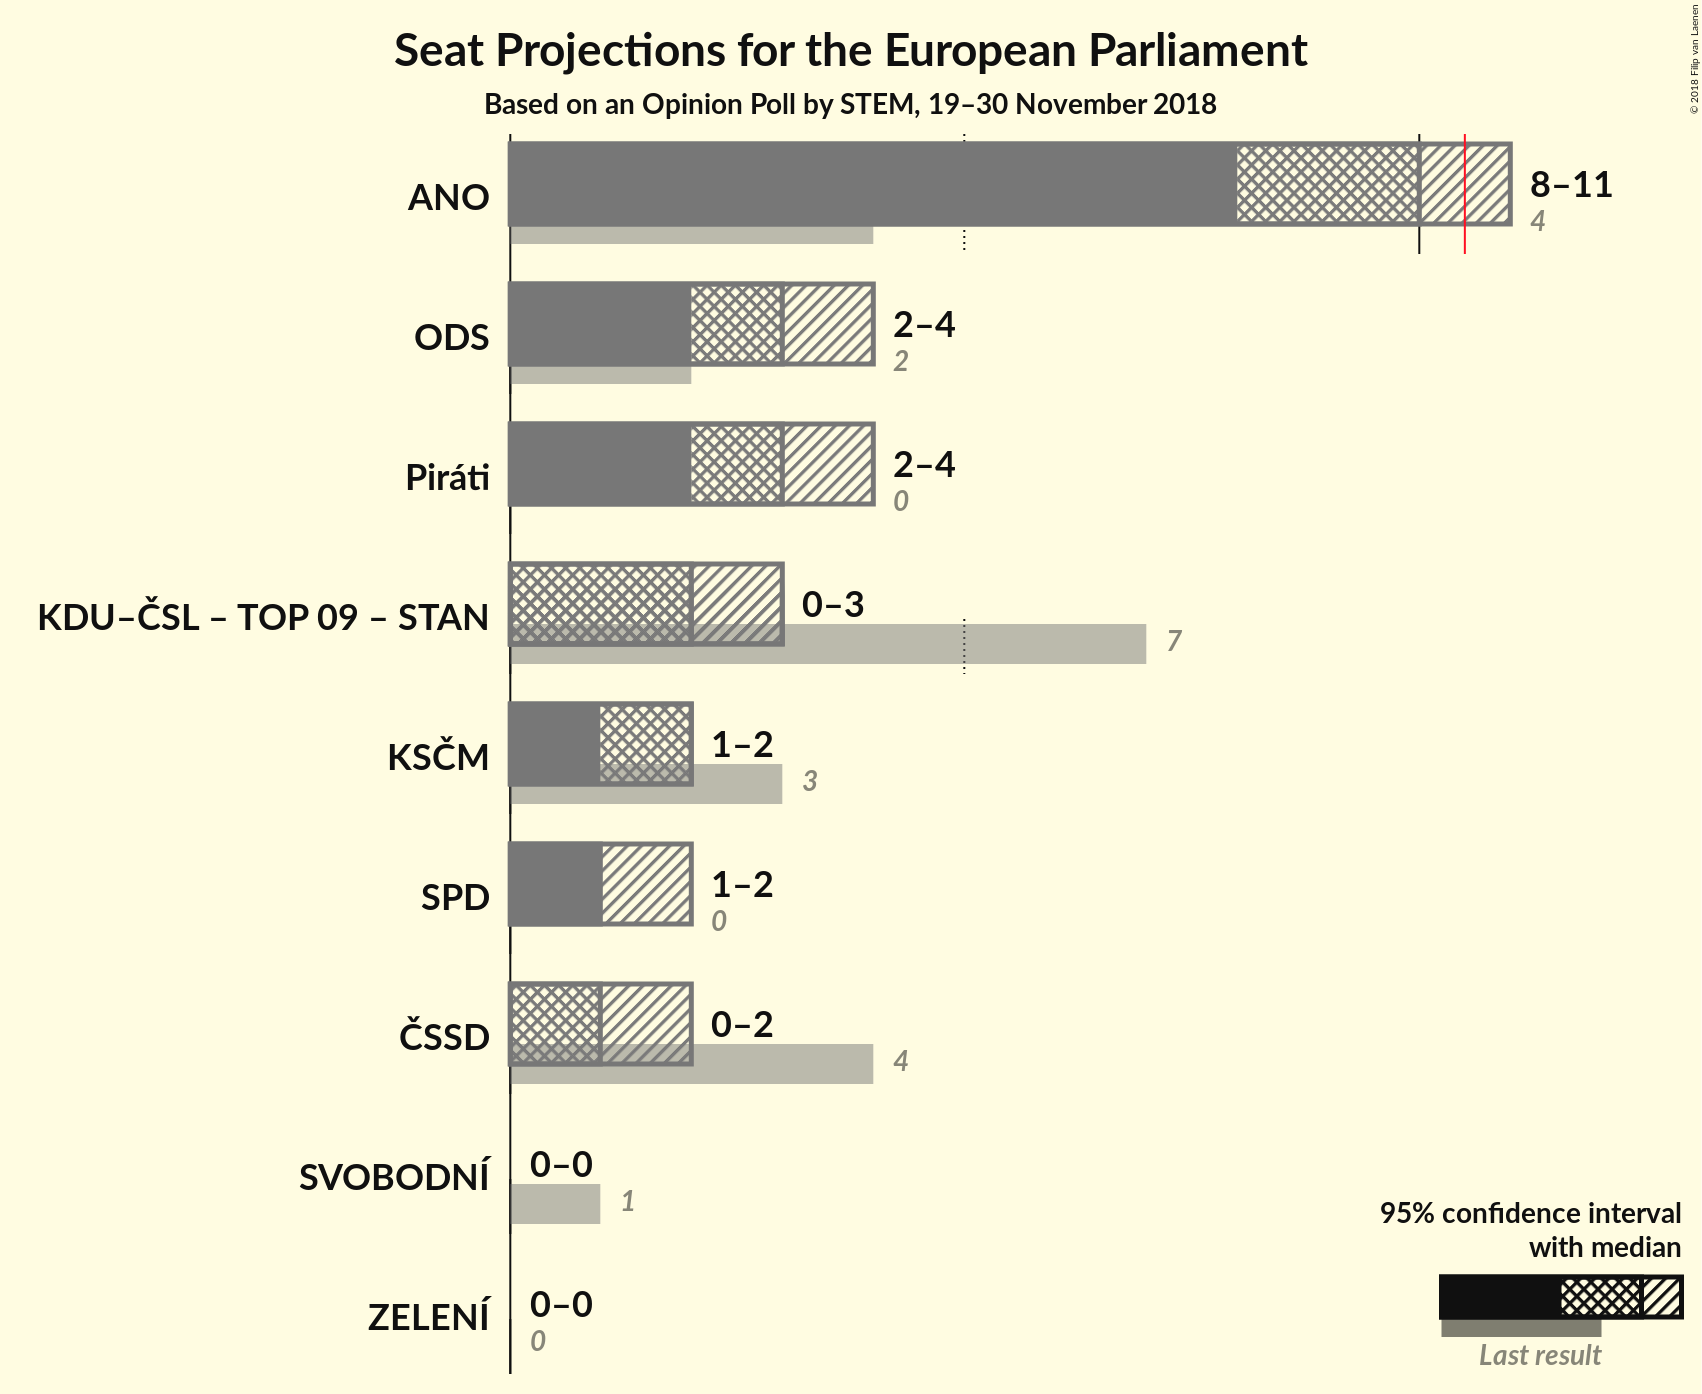 Seat Projections for the European Parliament
Based on an Opinion Poll by STEM, 19–30 November 2018
© 2018 Filip van Laenen
ANO
8–11
4
ODS
2–4
2
Piráti
2–4
0
KDU–ČSL – TOP 09 – STAN
0–3
7
KSČM
1–2
3
SPD
1–2
0
ČSSD
0–2
4
SVOBODNÍ
0–0
1
ZELENÍ
0–0
0
95% confidence interval
with median
Last result